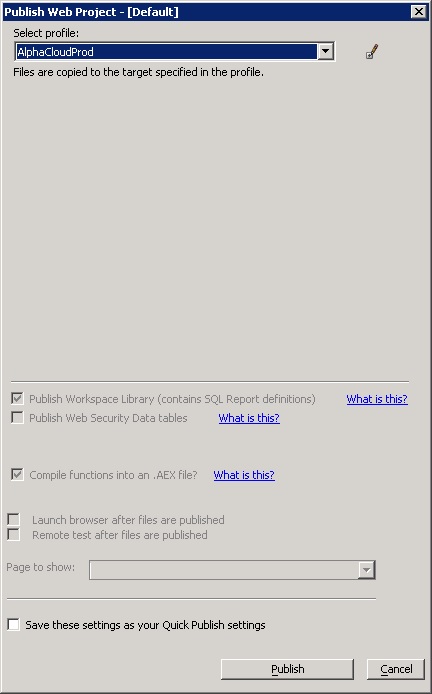 Publish Web Project - [Default]
Select profile:
AlphaCloudProd
Files are copied to the target specified in the profile.
Publish Workspace Library (contains SQL Report definitions) What is this?
Publish Web Security Data tables What is this?
Compile functions into an .AEX file? What is this?
Launch browser after files are published
Remote test after files are published
Page to show:
Save these settings as your Quick Publish settings
Publish Cancel